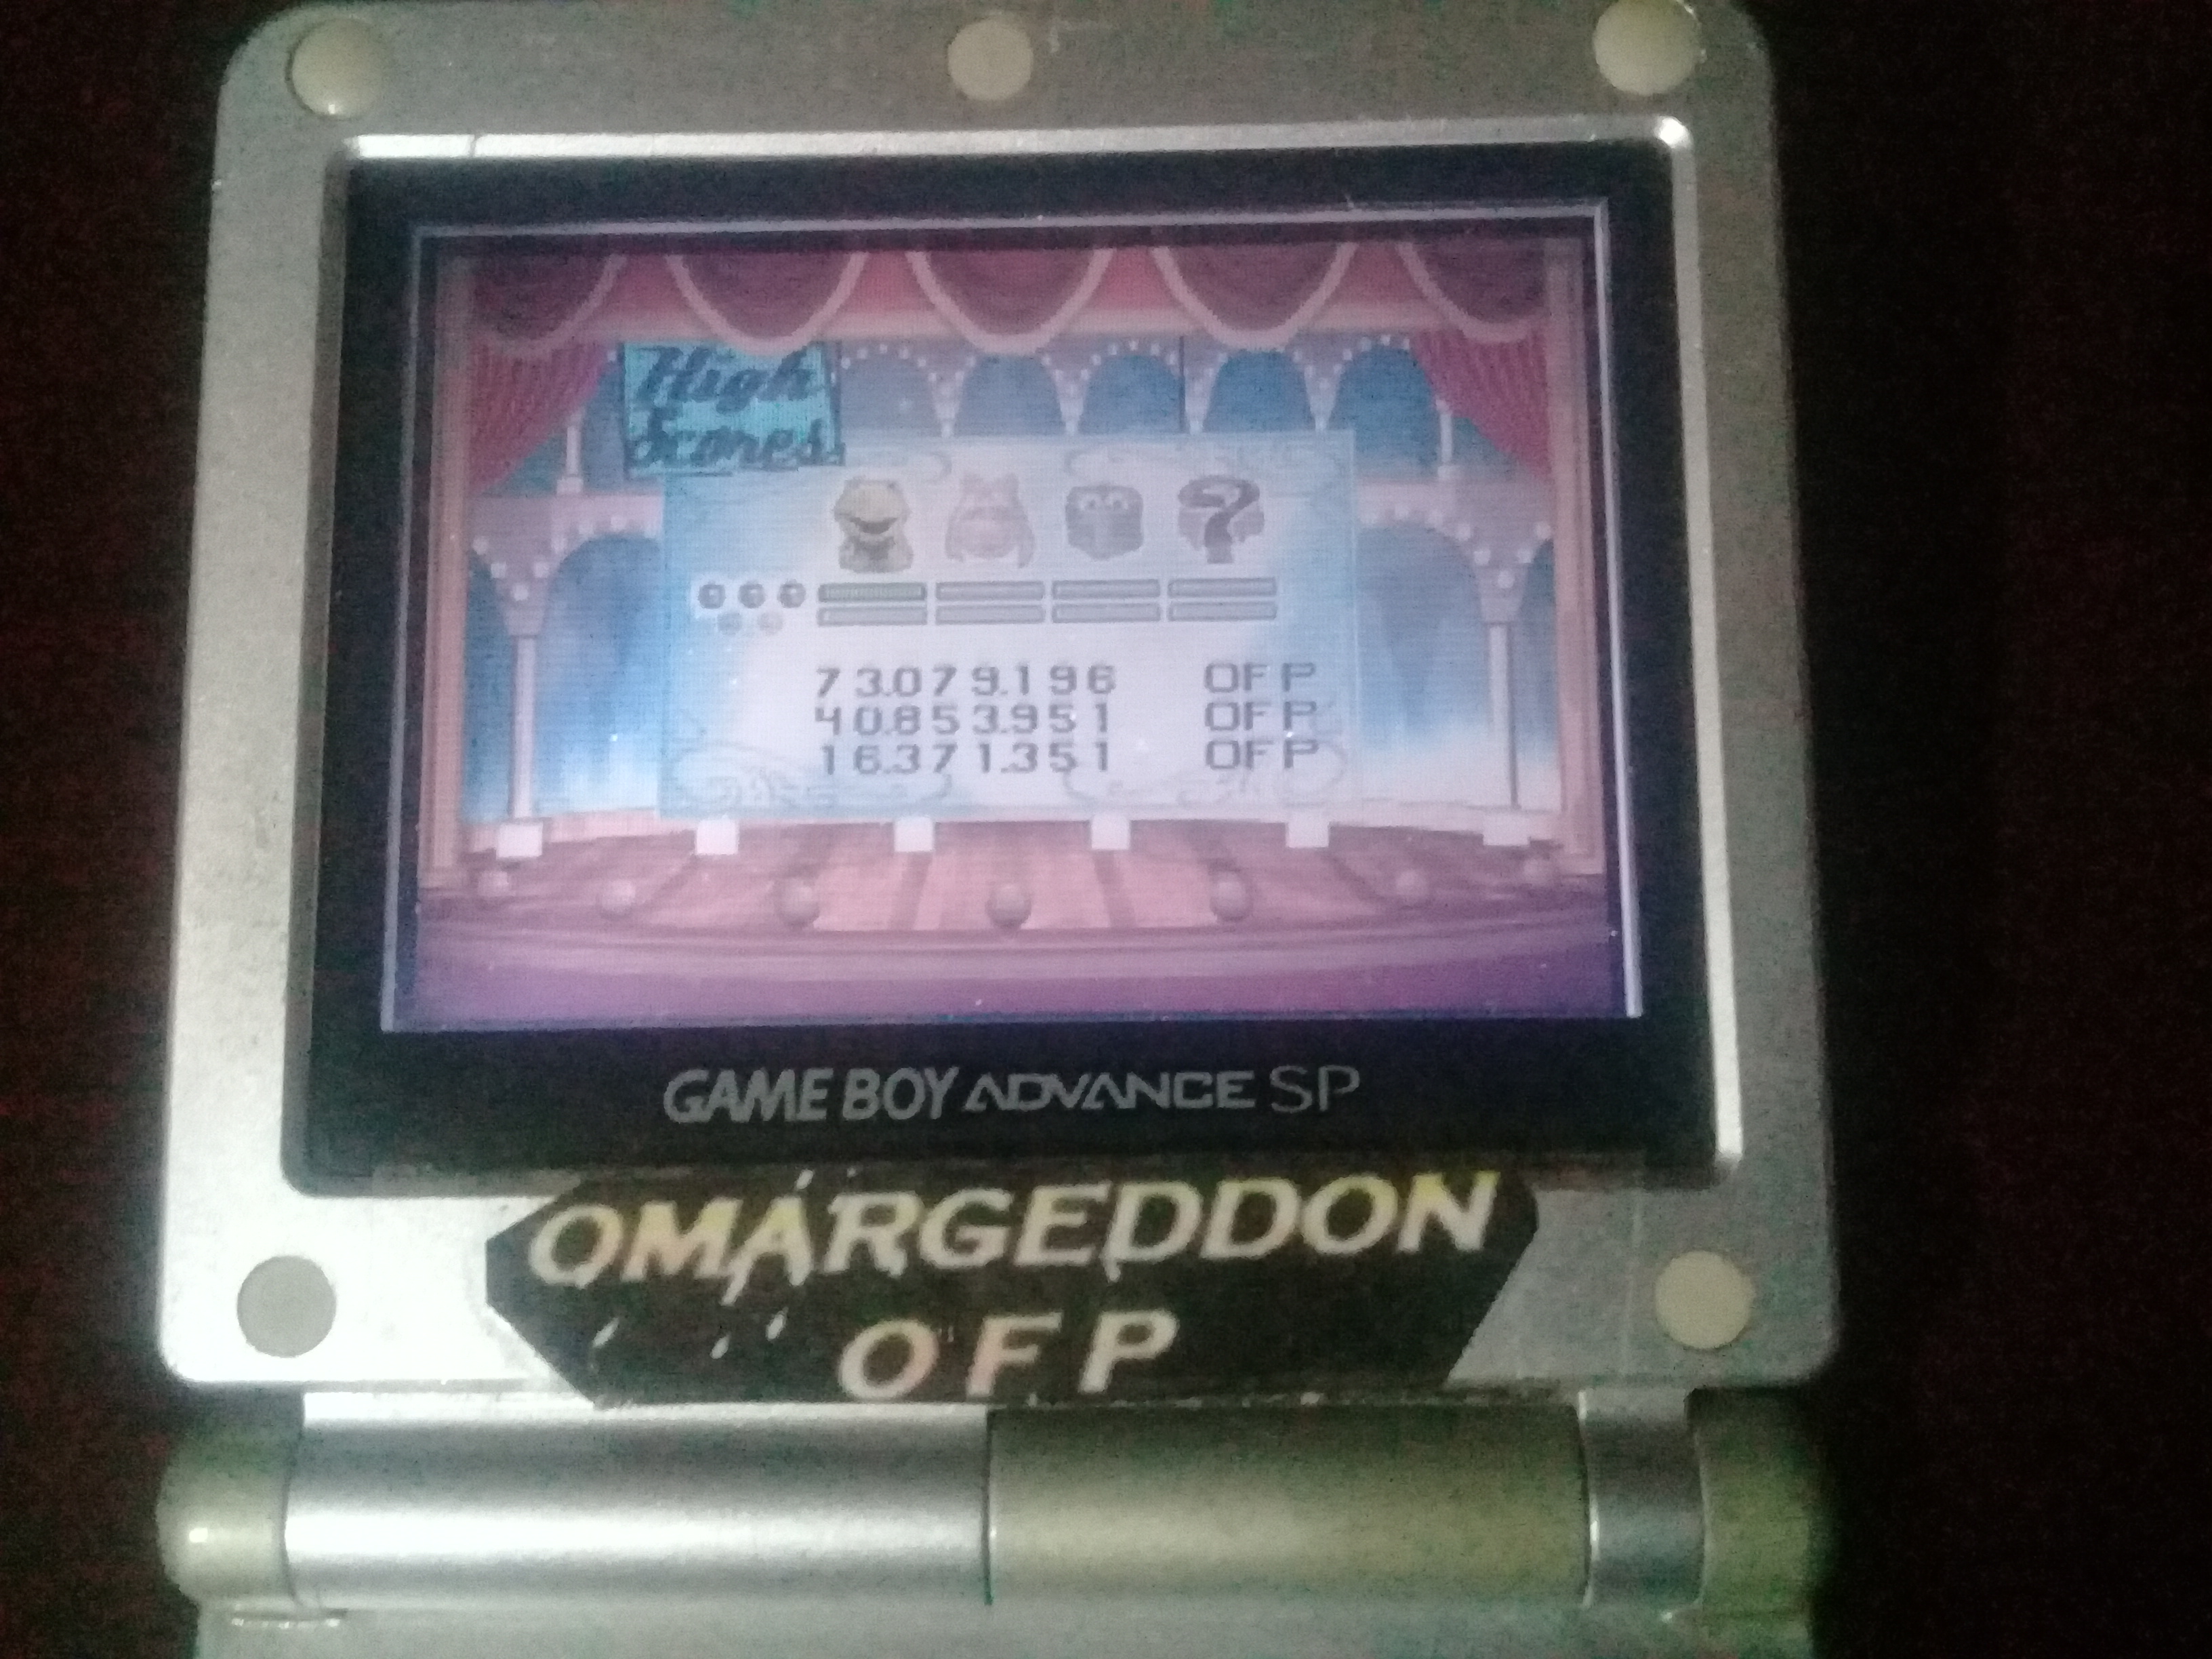 High
Scores
?
73.079.196 OFP
40.853.951 OFP
16.371.351 OFP
GAME BOY ADVANCE SP
OMARGEDDON
OFP